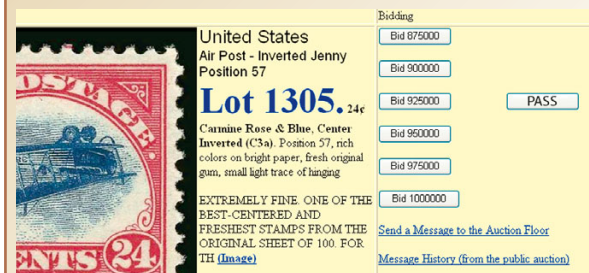 Bidding
United States
Air Post - Inverted Jenny
Position 57
Lot 1305. 24¢
Carmine Rose & Blue, Center
Inverted (C3a). Position 57, rich
colors on bright paper, fresh original
gum, small light trace of hinging
EXTREMELY FINE. ONE OF THE
BEST-CENTERED AND
FRESHEST STAMPS FROM THE
ORIGINAL SHEET OF 100. FOR
TH (Image)
Bid 875000
Bid 900000
Bid 925000
PASS
Bid 950000
Bid 975000
Bid 1000000
Send a Message to the Auction Floor
Message History (from the public auction)
POSTAGE
CENTS 24